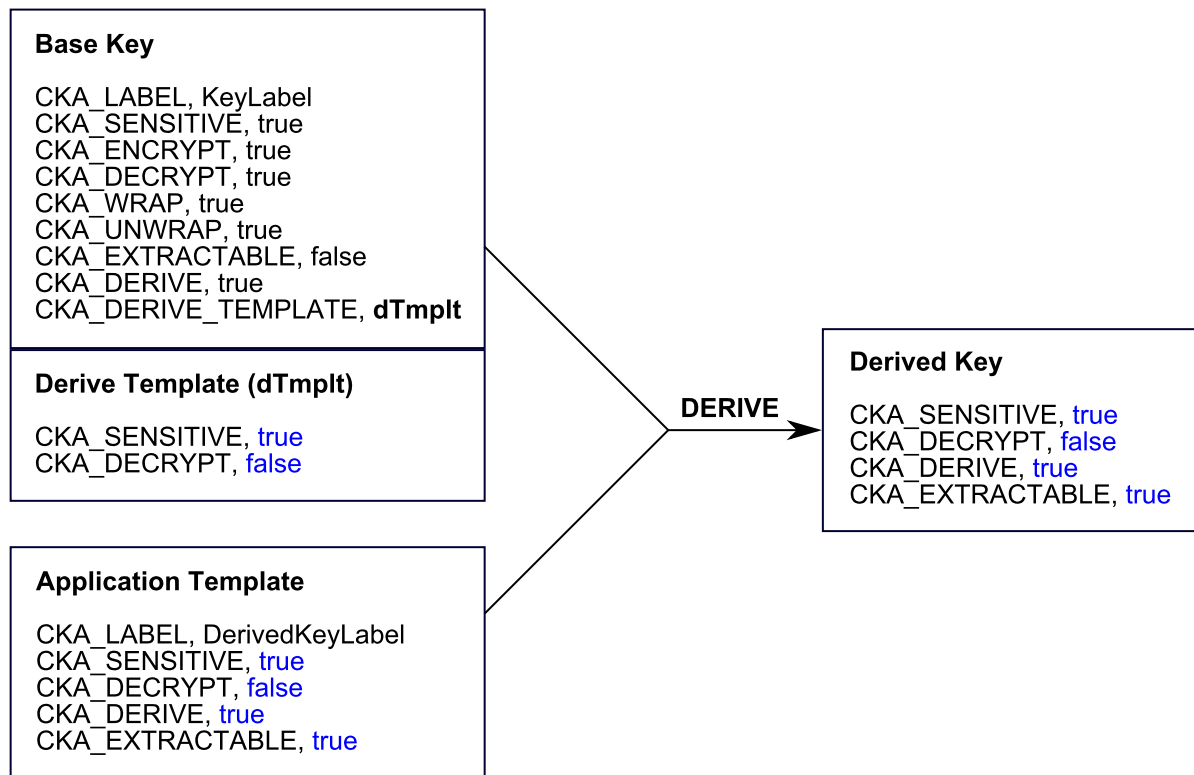 Base Key
CKA_LABEL, KeyLabel
CKA_SENSITIVE, true
CKA_ENCRYPT, true
CKA_DECRYPT, true
CKA_WRAP, true
CKA_UNWRAP, true
CKA_EXTRACTABLE, false
CKA_DERIVE, true
CKA_DERIVE_TEMPLATE, dTmplt
Derive Template (dTmplt)
CKA_SENSITIVE, true
CKA_DECRYPT, false
Application Template
CKA_LABEL, DerivedKeyLabel
CKA_SENSITIVE, true
CKA_DECRYPT, false
CKA_DERIVE, true
CKA_EXTRACTABLE, true
DERIVE
Derived Key
CKA_SENSITIVE, true
CKA_DECRYPT, false
CKA_DERIVE, true
CKA_EXTRACTABLE, true